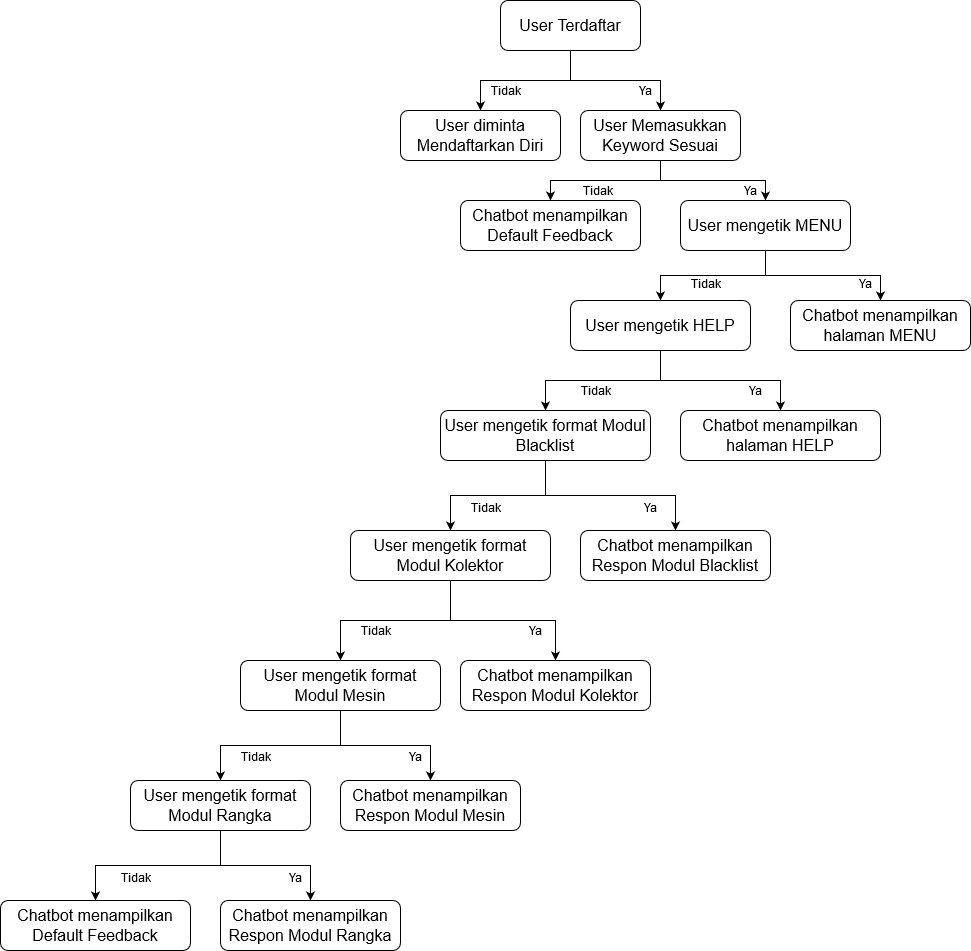 User Terdaftar
Tidak
Ya
User diminta
Mendaftarkan Diri
User Memasukkan
Keyword Sesuai
Tidak
Ya
Chatbot menampilkan
Default Feedback
User mengetik MENU
Tidak
Ya
User mengetik HELP
Chatbot menampilkan
halaman MENU
Tidak
Ya
User mengetik format Modul
Blacklist
Chatbot menampilkan
halaman HELP
Tidak
Ya
User mengetik format
Modul Kolektor
Chatbot menampilkan
Respon Modul Blacklist
Tidak
Ya
User mengetik format
Modul Mesin
Chatbot menampilkan
Respon Modul Kolektor
Tidak
Ya
User mengetik format
Modul Rangka
Chatbot menampilkan
Respon Modul Mesin
Tidak
Ya
Chatbot menampilkan
Default Feedback
Chatbot menampilkan
Respon Modul Rangka